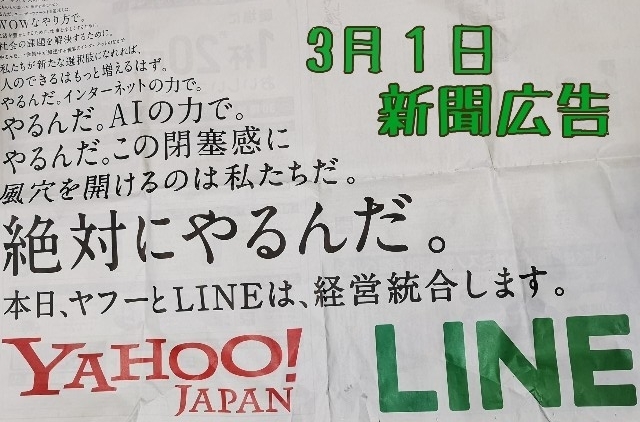 WOWなやり方で。
社会の課題を解決するために。
私たちが新たな選択肢になれれば、
人のできるはもっと増えるはず。
やるんだ。インターネットの力で。
やるんだ。AIの力で。
やるんだ。この閉塞感に
風穴を開けるのは私たちだ。
絶対にやるんだ。
本日、ヤフーとLINEは、経営統合します。
YAHOO!
JAPAN
LINE
3月1日
新聞広告